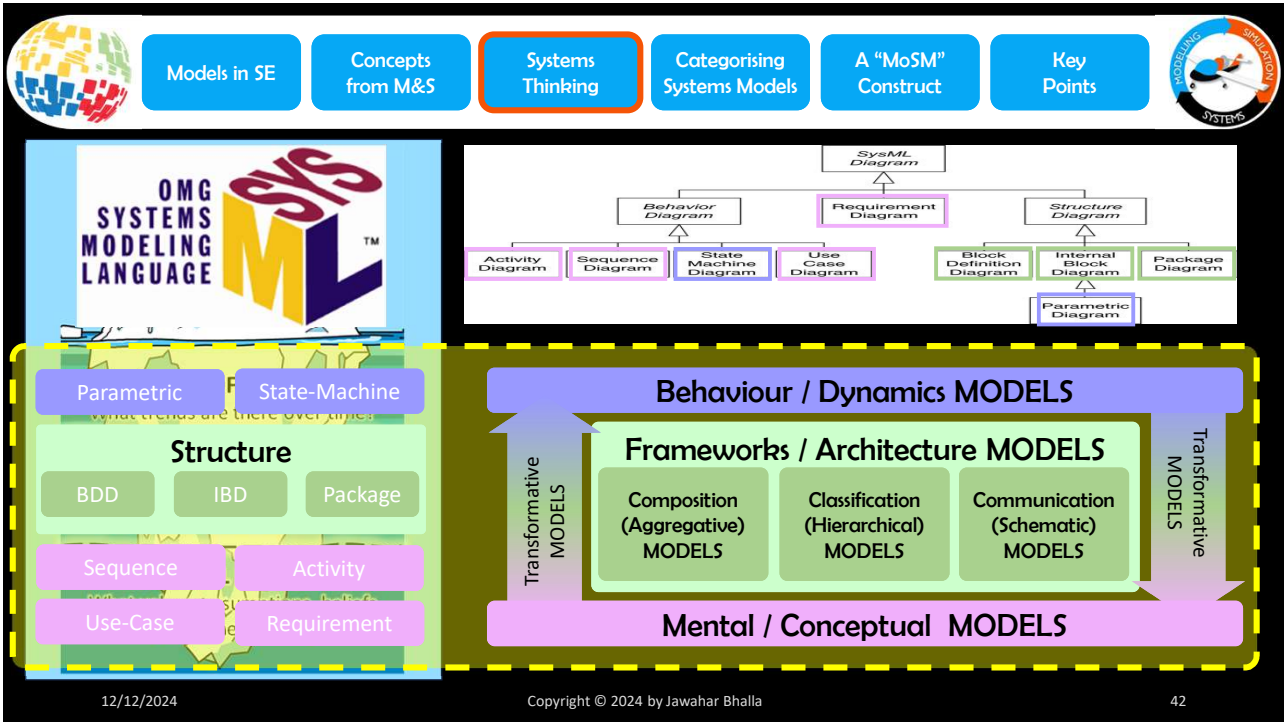 Models in SE
Concepts
from M&S
Systems
Thinking
Categorising
Systems Models
A “MoSM”
Construct
Key
Points
MODELLING
SIMULATION
SYSTEMS
OMG
SYSTEMS
MODELING
LANGUAGE
SYS
ML
TM
SysML
Diagram
Behavior
Diagram
Requirement
Diagram
Structure
Diagram
Activity
Diagram
Sequence
Diagram
State
Machine
Diagram
Use
Case
Diagram
Block
Definition
Diagram
Internal
Block
Diagram
Package
Diagram
Parametric
Diagram
Parametric
State-Machine
What trends are there over time?
Structure
BDD
IBD
Package
Sequence
Activity
Use-Case
Requirement
Behaviour / Dynamics MODELS
Transformative
MODELS
Frameworks / Architecture MODELS
Composition
(Aggregative)
MODELS
Classification
(Hierarchical)
MODELS
Communication
(Schematic)
MODELS
Transformative
MODELS
Mental / Conceptual MODELS
12/12/2024
Copyright © 2024 by Jawahar Bhalla
42